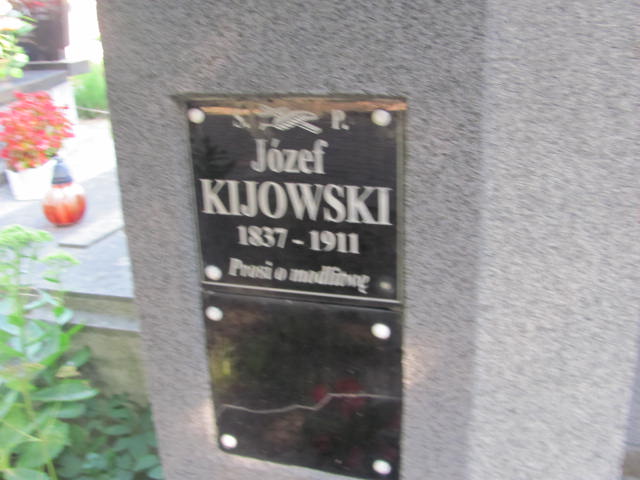 Ś. P.
Józef
KIJOWSKI
1837 - 1911
Prosi o modlitwę